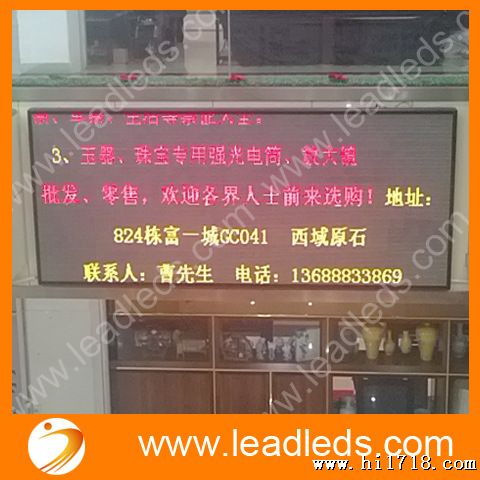 3、玉器、珠宝专用强光电筒、放大镜
批发、零售，欢迎各界人士前来选购！地址：
824栋富一城GC041 西域原石
联系人：曹先生 电话：13688833869
www.leadleds.com
www.hi1718.com